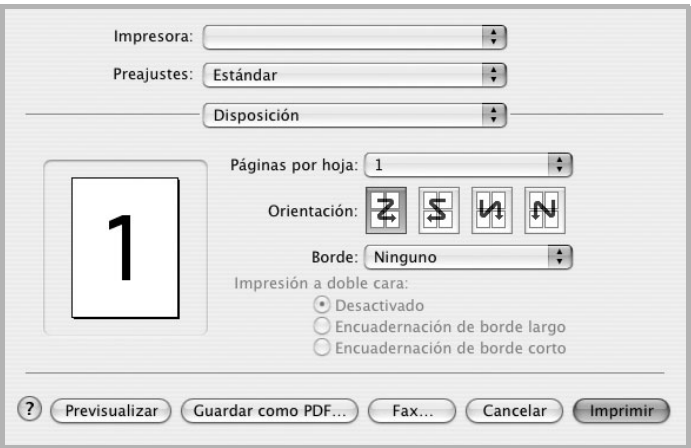 Impresora:
Preajustes: Estándar
Disposición
Páginas por hoja: 1
1
Orientación:
Borde: Ninguno
Impresión a doble cara:
Desactivado
Encuadernación de borde largo
Encuadernación de borde corto
? Previsualizar Guardar como PDF... Fax... Cancelar Imprimir